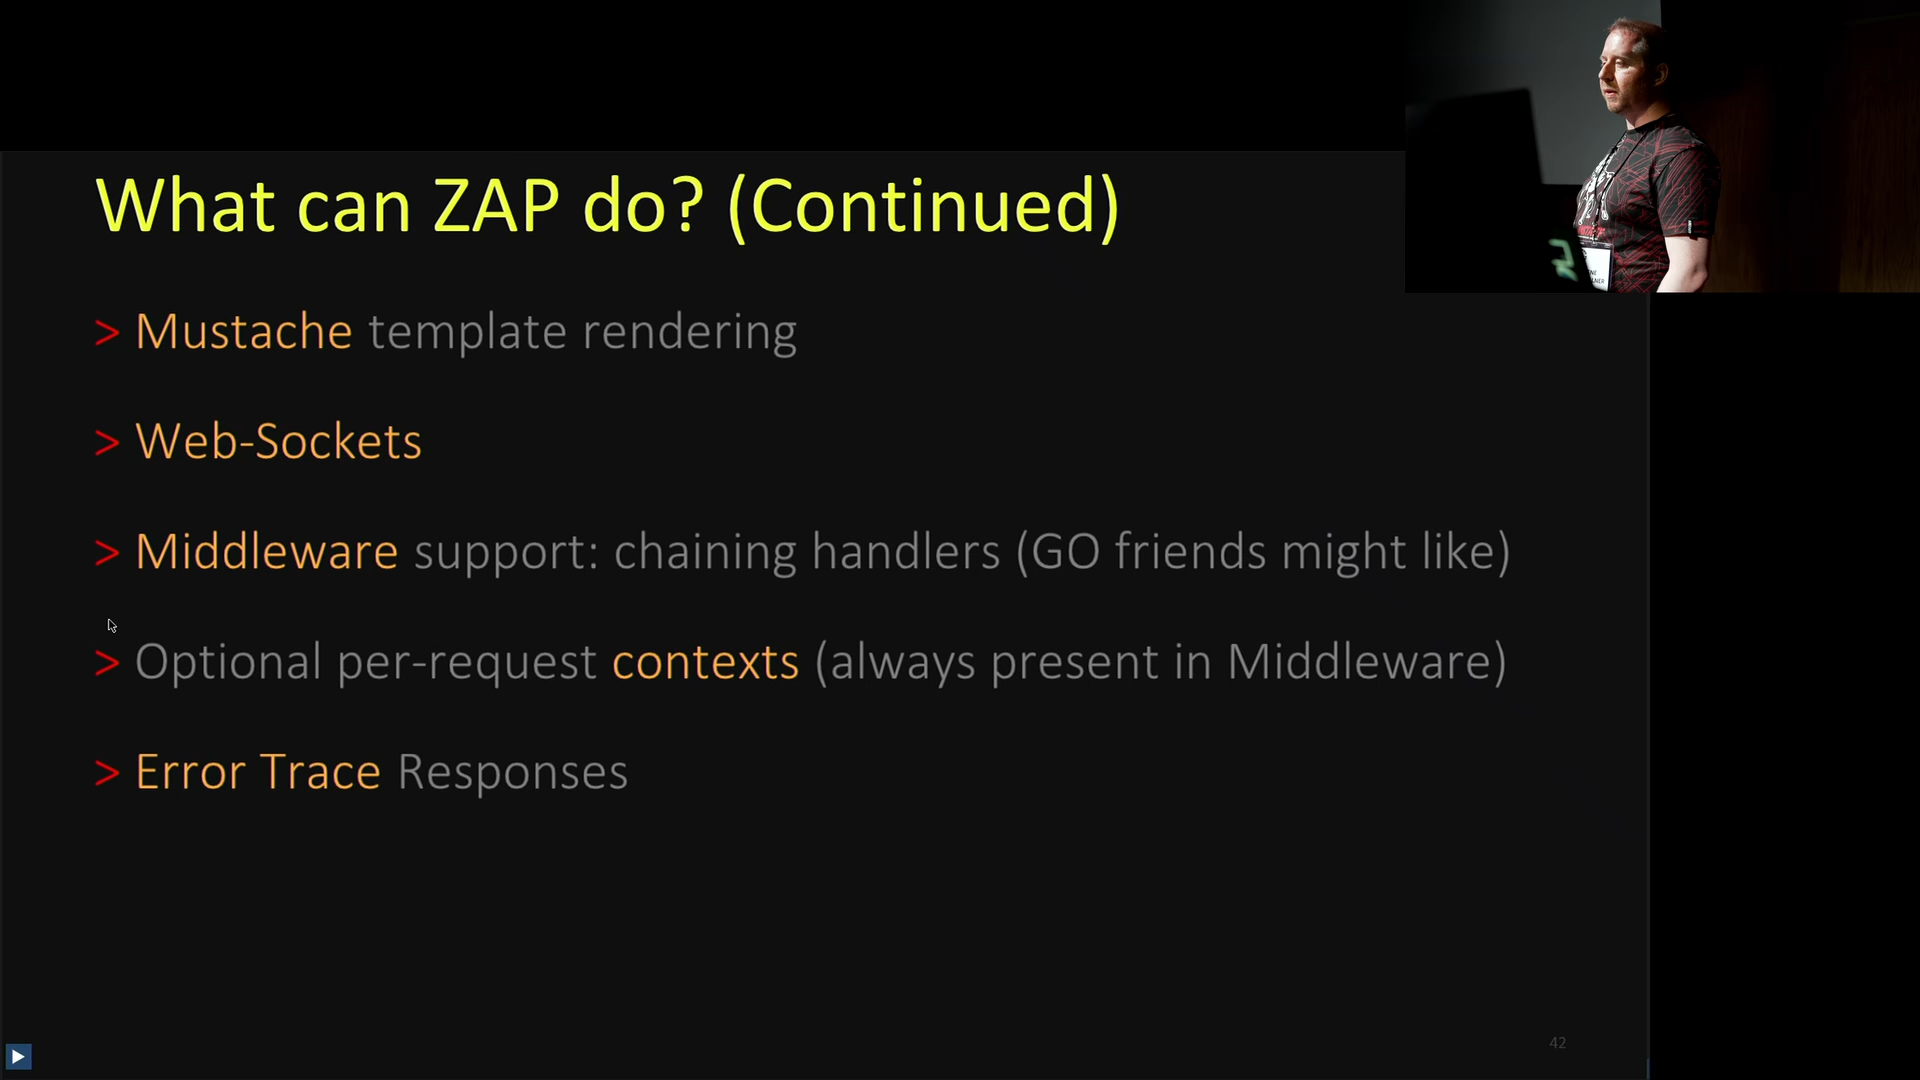 What can ZAP do? (Continued)
> Mustache template rendering
> Web-Sockets
> Middleware support: chaining handlers (GO friends might like)
> Optional per-request contexts (always present in Middleware)
> Error Trace Responses
42